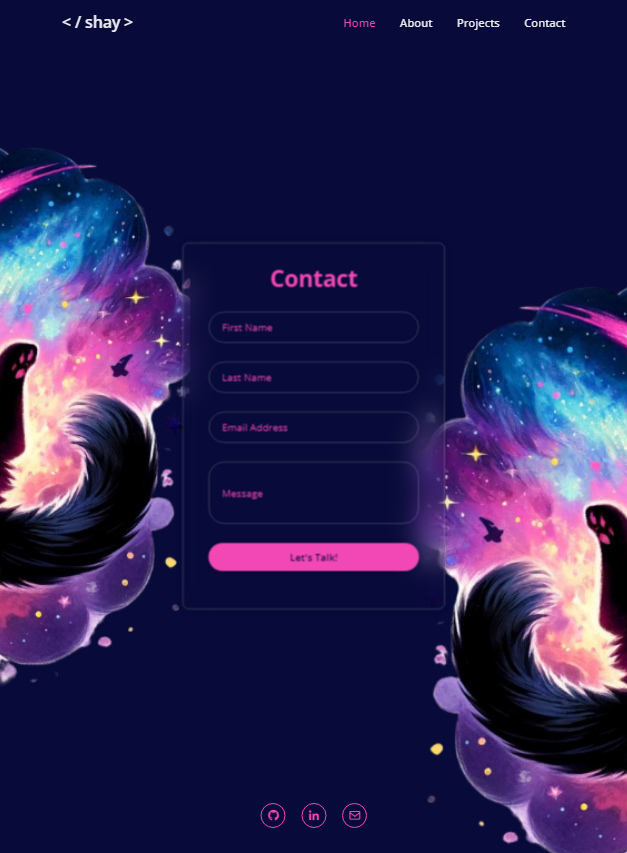 < / shay >
Home About Projects Contact
Contact
First Name
Last Name
Email Address
Message
Let's Talk!
in